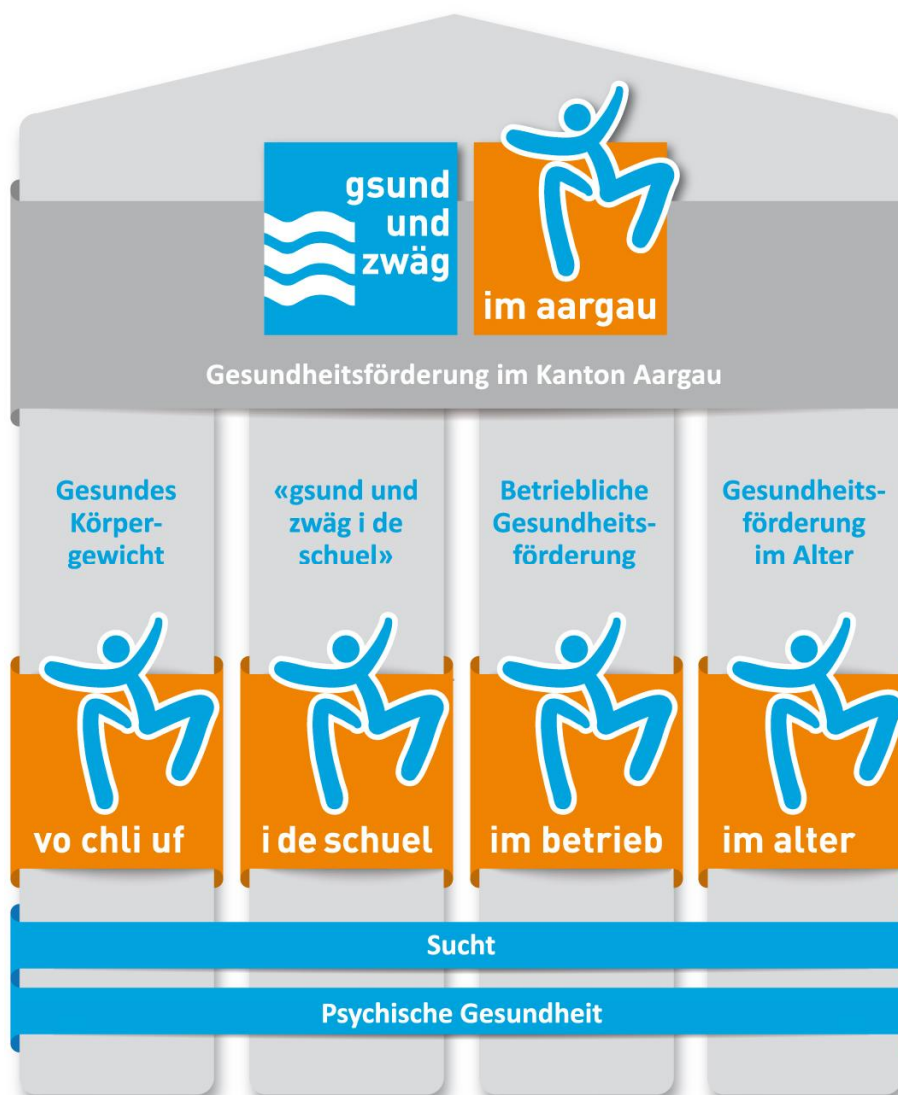 gsund
und
zwäg
im aargau
Gesundheitsförderung im Kanton Aargau
Gesundes
Körper-
gewicht
«gsund und
zwäg i de
schuel»
Betriebliche
Gesundheits-
förderung
Gesundheits-
förderung
im Alter
vo chli uf
i de schuel
im betrieb
im alter
Sucht
Psychische Gesundheit